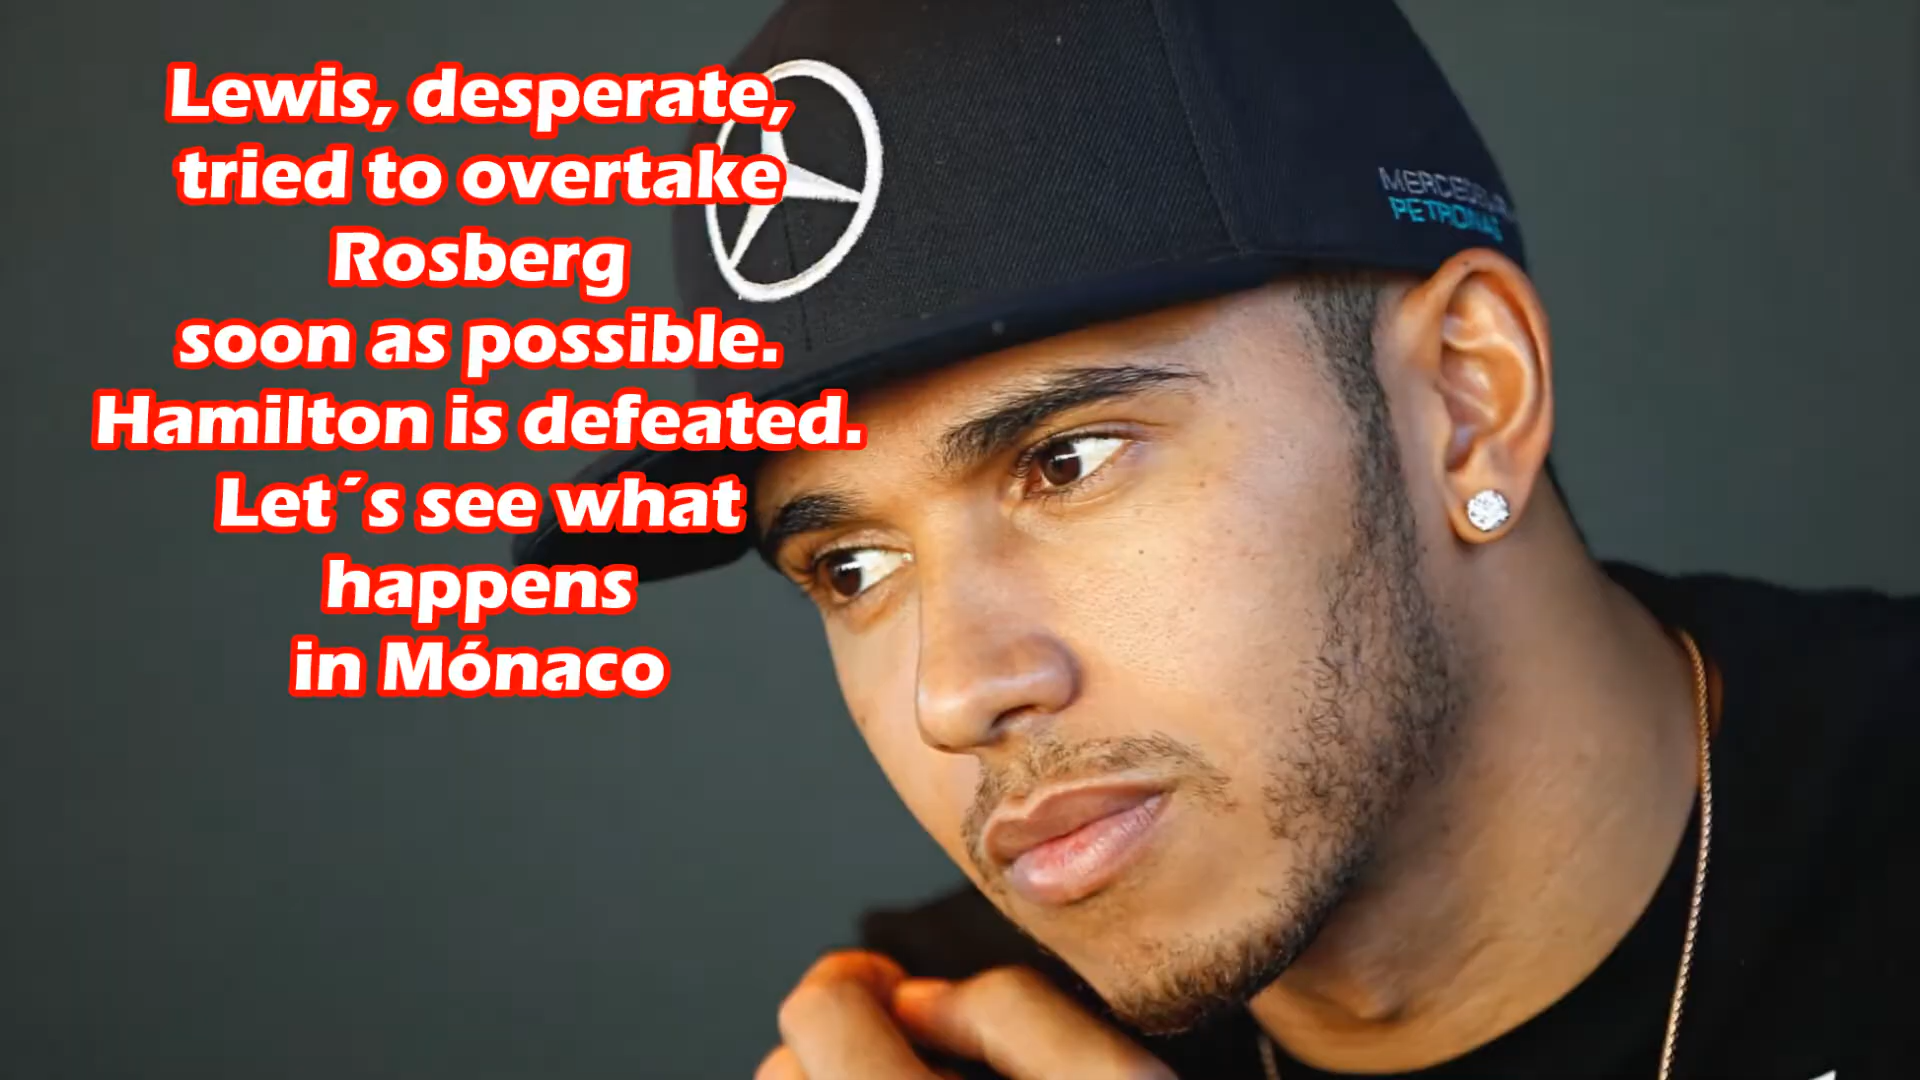 Lewis, desperate,
tried to overtake
Rosberg
soon as possible.
Hamilton is defeated.
Let´s see what
happens
in Mónaco
MERCEDES
PETRONAS